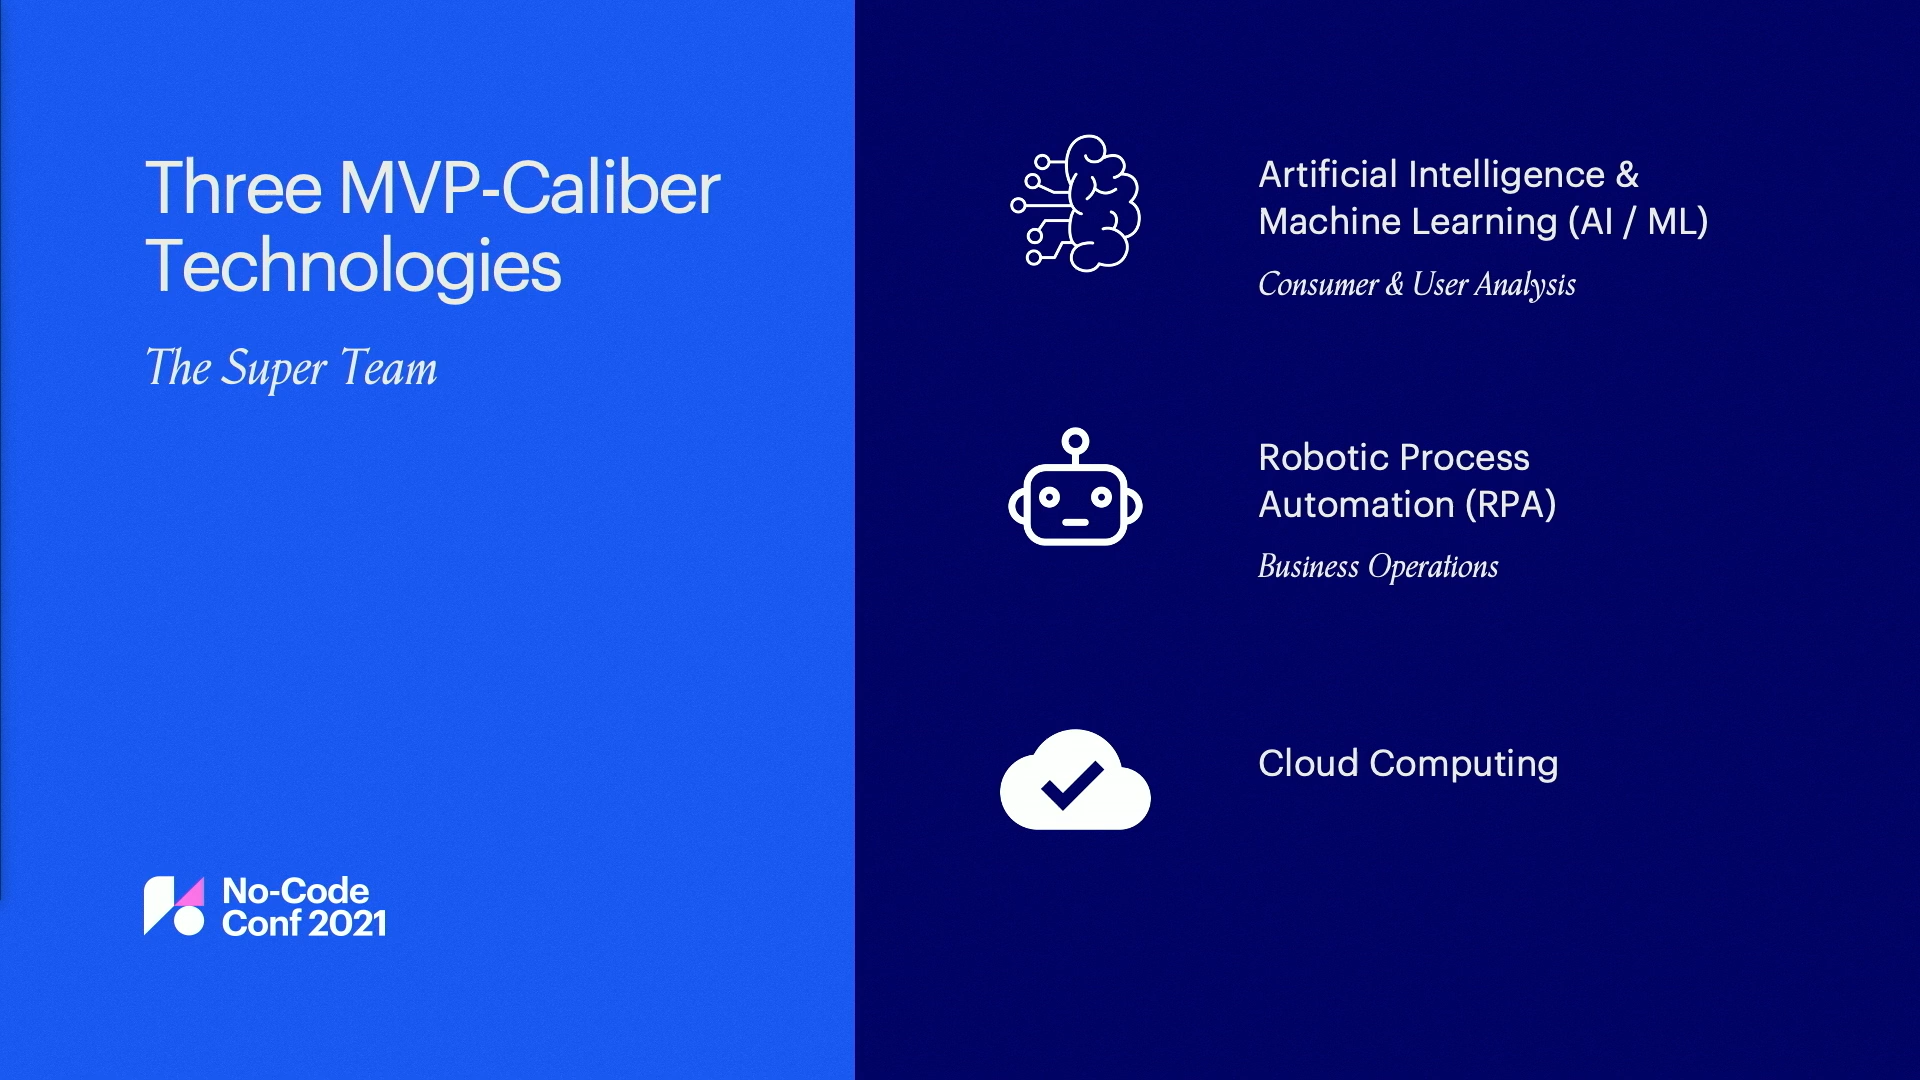 Three MVP-Caliber
Technologies
The Super Team
No-Code
Conf 2021
Artificial Intelligence &
Machine Learning (AI / ML)
Consumer & User Analysis
Robotic Process
Automation (RPA)
Business Operations
Cloud Computing